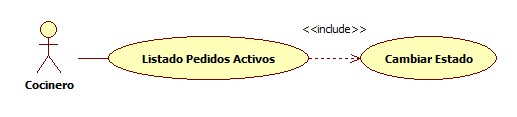 <<include>>
Listado Pedidos Activos
Cambiar Estado
Cocinero